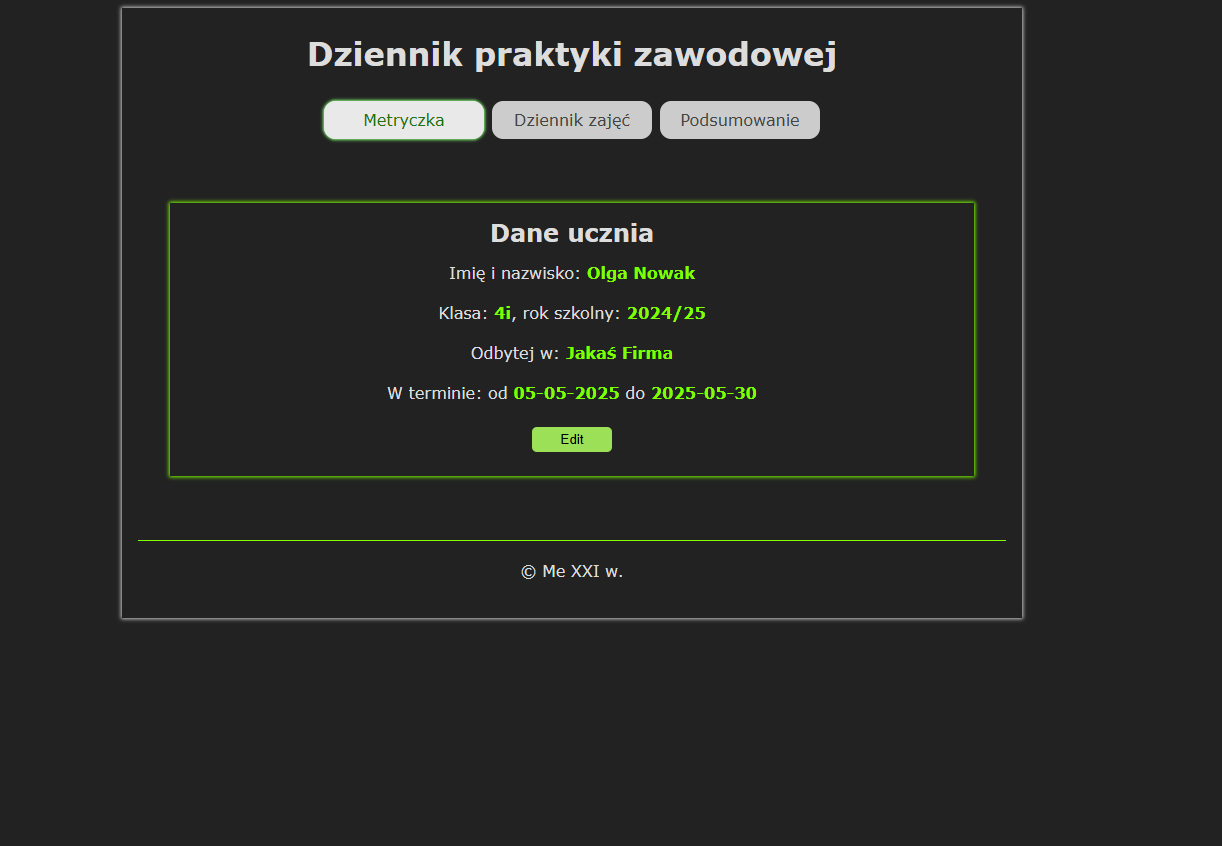 Dziennik praktyki zawodowej
Metryczka
Dziennik zajęć
Podsumowanie
Dane ucznia
Imię i nazwisko: Olga Nowak
Klasa: 4i, rok szkolny: 2024/25
Odbytej w: Jakaś Firma
W terminie: od 05-05-2025 do 2025-05-30
Edit
© Me XXI w.